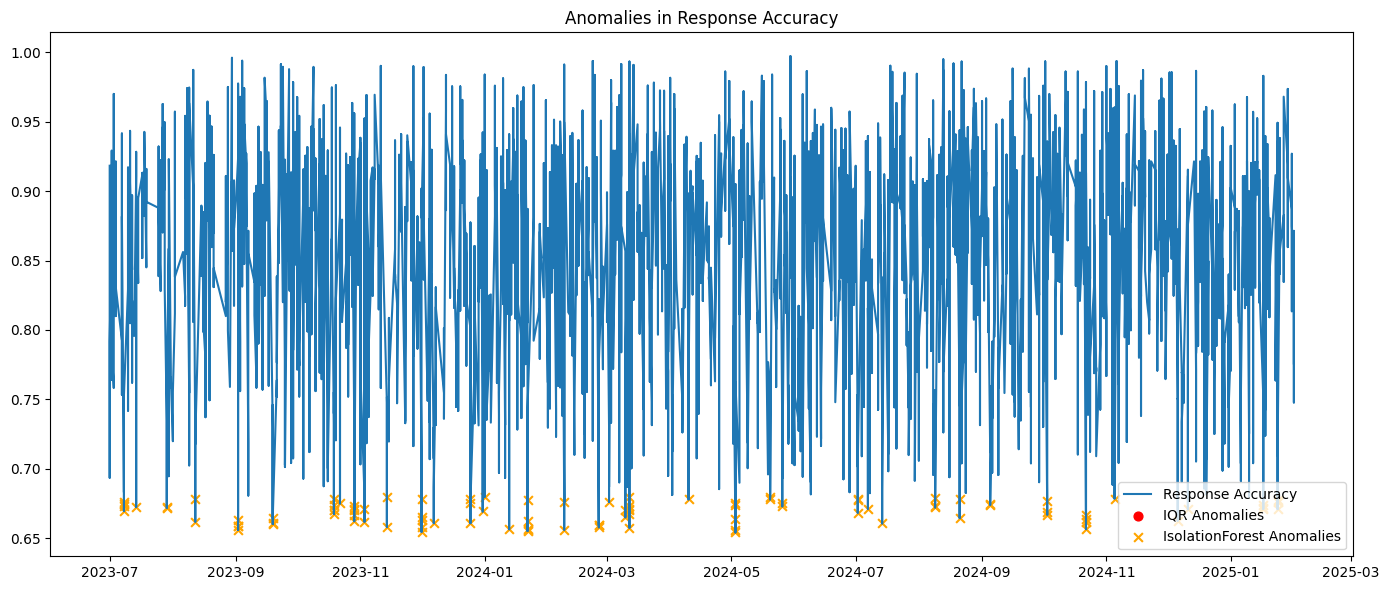 Anomalies in Response Accuracy
1.00
0.95
0.90
0.85
0.80
0.75
0.70
0.65
Response Accuracy
IQR Anomalies
IsolationForest Anomalies
2023-07 2023-09 2023-11 2024-01 2024-03 2024-05 2024-07 2024-09 2024-11 2025-01 2025-03